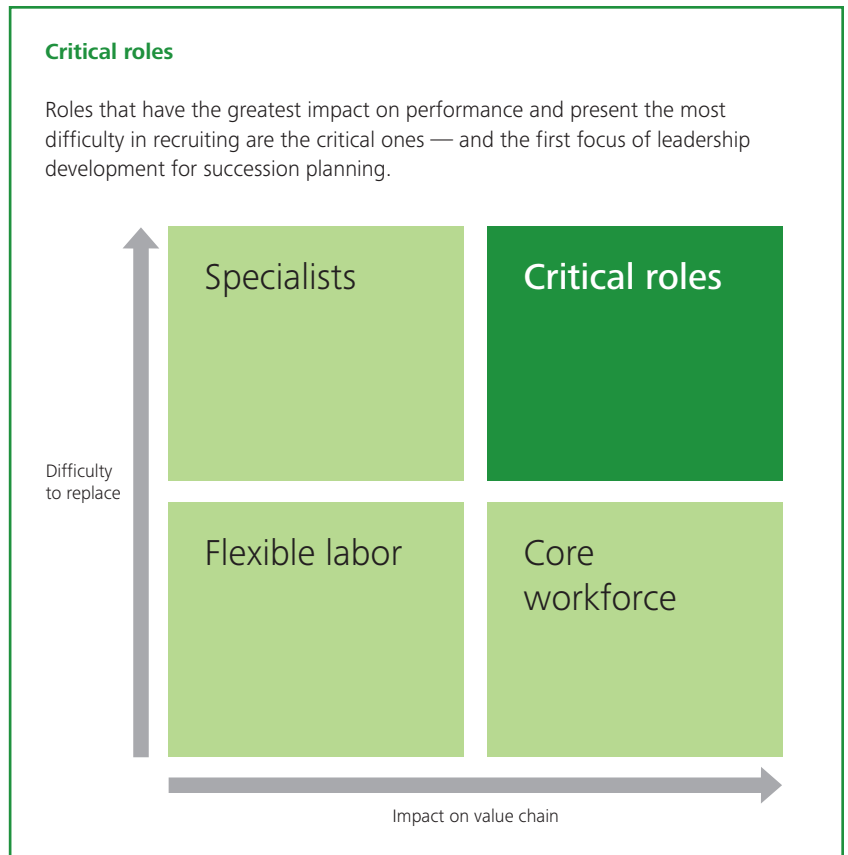 Critical roles
Roles that have the greatest impact on performance and present the most
difficulty in recruiting are the critical ones — and the first focus of leadership
development for succession planning.
Specialists
Critical roles
Difficulty
to replace
Flexible labor
Core
workforce
Impact on value chain